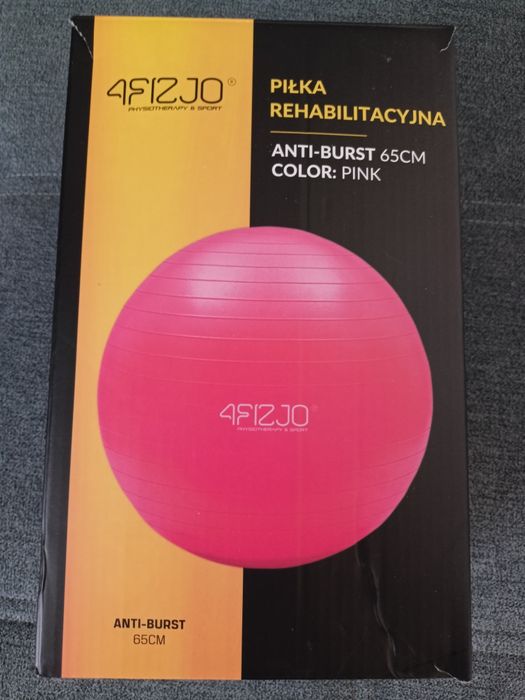 4FIZJO®
PHYSIOTHERAPY & SPORT
PIŁKA
REHABILITACYJNA
ANTI-BURST 65CM
COLOR: PINK
4FIZJO®
PHYSIOTHERAPY & SPORT
ANTI-BURST
65CM